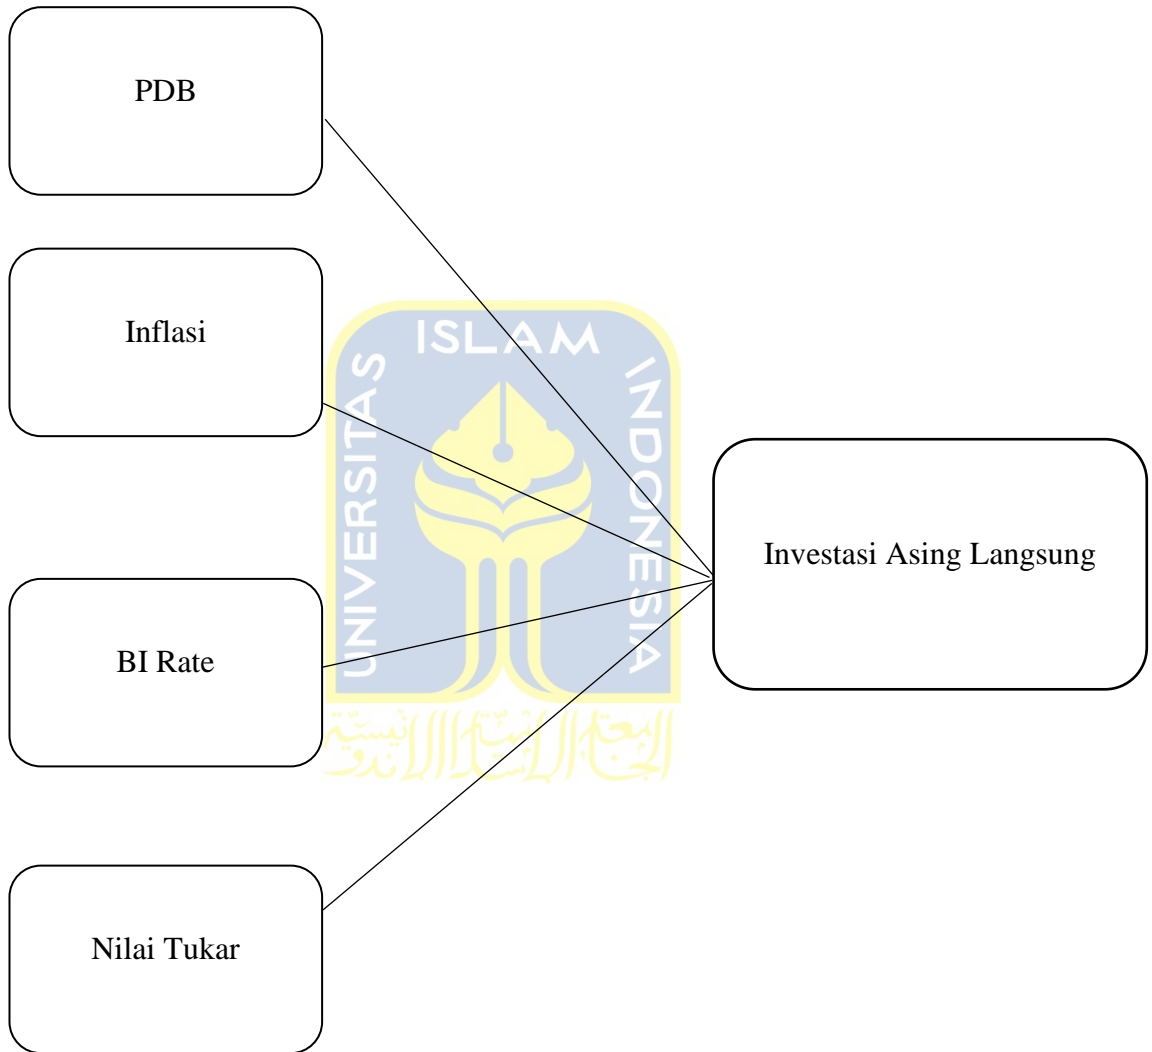 PDB
Inflasi
BI Rate
Nilai Tukar
Investasi Asing Langsung
UNIVERSITAS
ISLAM
INDONESIA